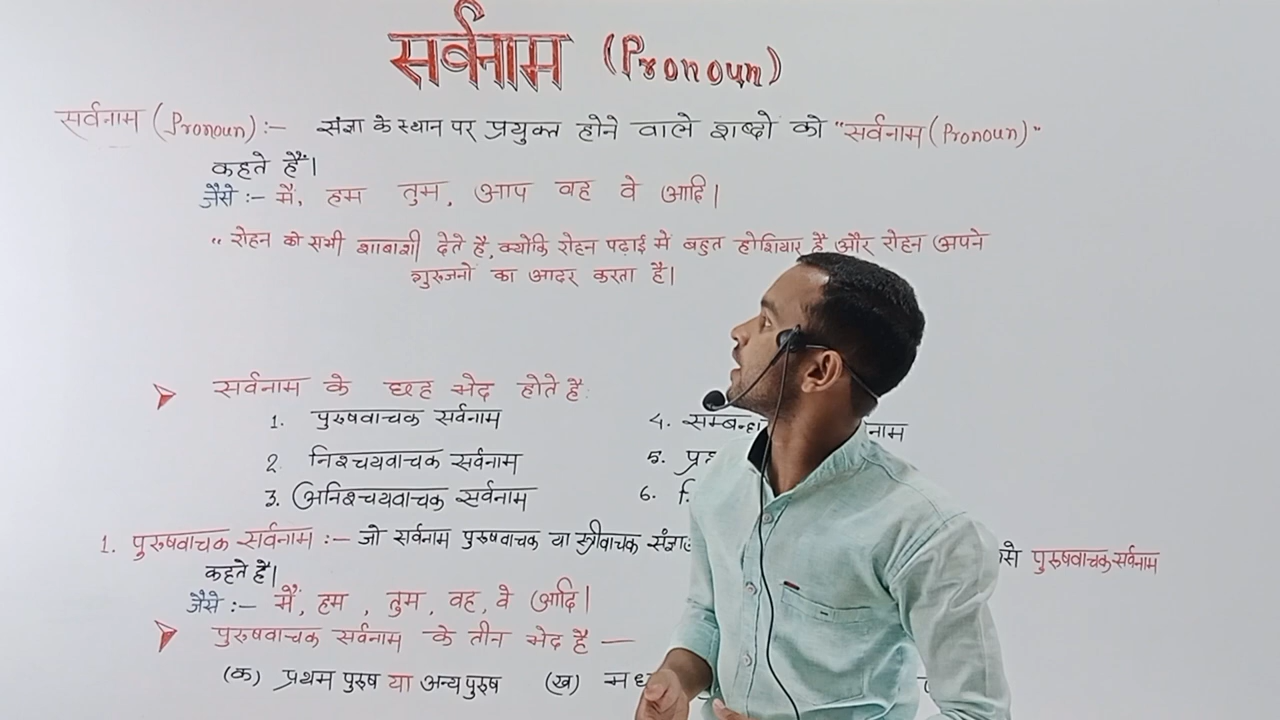 सर्वनाम (Pronoun)
सर्वनाम (Pronoun) :- संज्ञा के स्थान पर प्रयुक्त होने वाले शब्दो को "सर्वनाम (Pronoun)"
कहते हैं।
जैसे :- मैं, हम तुम, आप वह वे आदि।
" रोहन को सभी शाबाशी देते है, क्योकि रोहन पढ़ाई मे बहुत होशियार है और रोहन अपने
गुरुजनो का आदर करता है।
सर्वनाम के छह भेद होते है:
1. पुरुषवाचक सर्वनाम
2. निश्चयवाचक सर्वनाम
3. अनिश्चयवाचक सर्वनाम
4.
5.
6.
1. पुरुषवाचक सर्वनाम :- जो सर्वनाम पुरुषवाचक या स्त्रीवाचक पुरुषवाचक सर्वनाम
कहते है।
जैसे :- मैं, हम , तुम, वह, वे आदि।
पुरुषवाचक सर्वनाम के तीन भेद है —
(क) प्रथम पुरुष या अन्य पुरुष (ख)